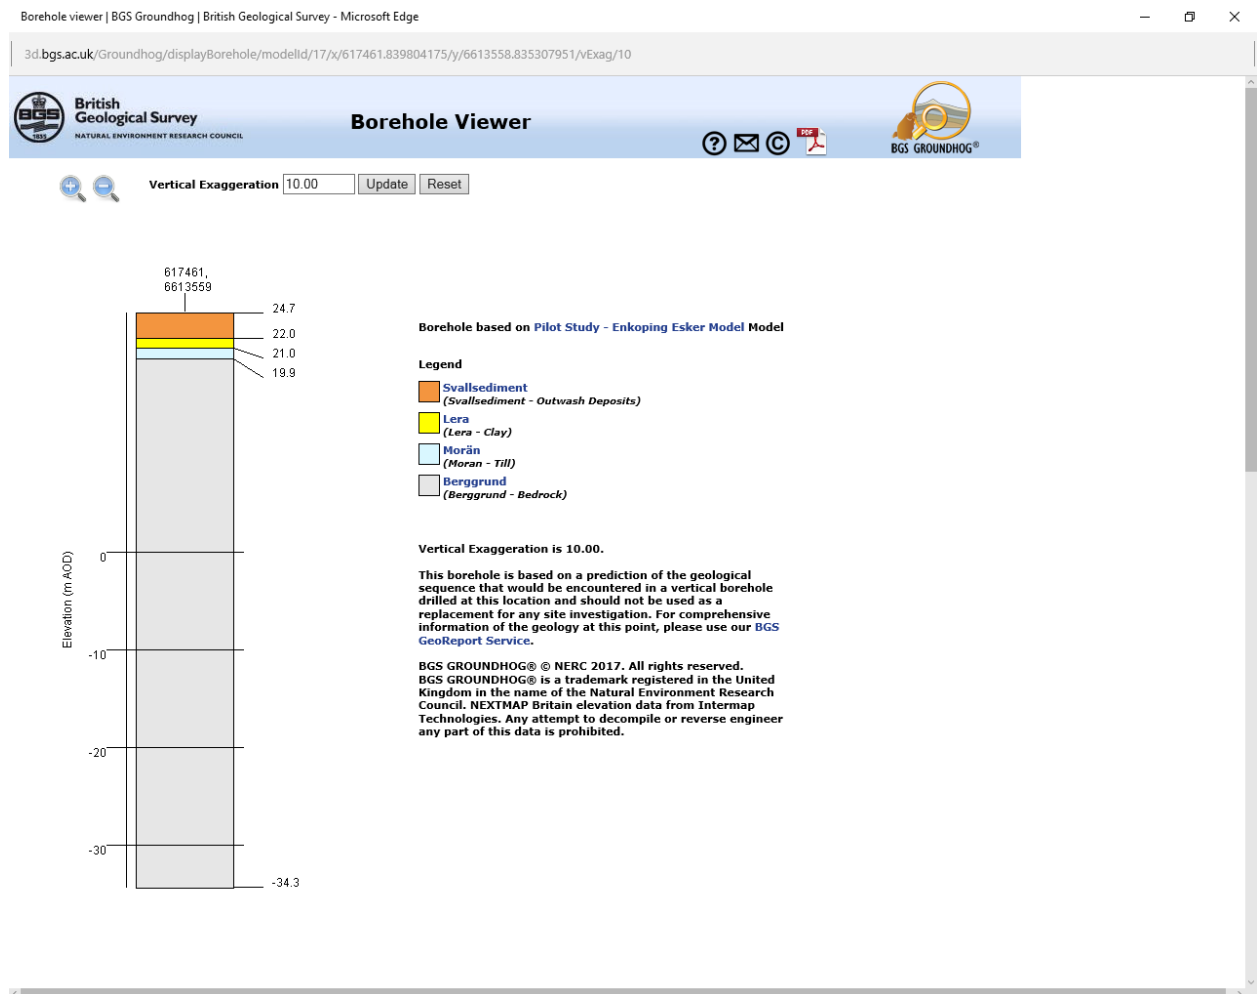 Borehole viewer | BGS Groundhog | British Geological Survey - Microsoft Edge
3d.bgs.ac.uk/Groundhog/displayBorehole/modelId/17/x/617461.839804175/y/6613558.835307951/vExag/10
BGS
1835
British
Geological Survey
NATURAL ENVIRONMENT RESEARCH COUNCIL
Borehole Viewer
PDF
BGS GROUNDHOG®
Vertical Exaggeration 10.00 Update Reset
617461,
6613559
24.7
22.0
21.0
19.9
Elevation (m AOD)
0
-10
-20
-30
-34.3
Borehole based on Pilot Study - Enkoping Esker Model Model
Legend
Svallsediment
(Svallsediment - Outwash Deposits)
Lera
(Lera - Clay)
Morän
(Moran - Till)
Berggrund
(Berggrund - Bedrock)
Vertical Exaggeration is 10.00.
This borehole is based on a prediction of the geological
sequence that would be encountered in a vertical borehole
drilled at this location and should not be used as a
replacement for any site investigation. For comprehensive
information of the geology at this point, please use our BGS
GeoReport Service.
BGS GROUNDHOG® © NERC 2017. All rights reserved.
BGS GROUNDHOG® is a trademark registered in the United
Kingdom in the name of the Natural Environment Research
Council. NEXTMAP Britain elevation data from Intermap
Technologies. Any attempt to decompile or reverse engineer
any part of this data is prohibited.